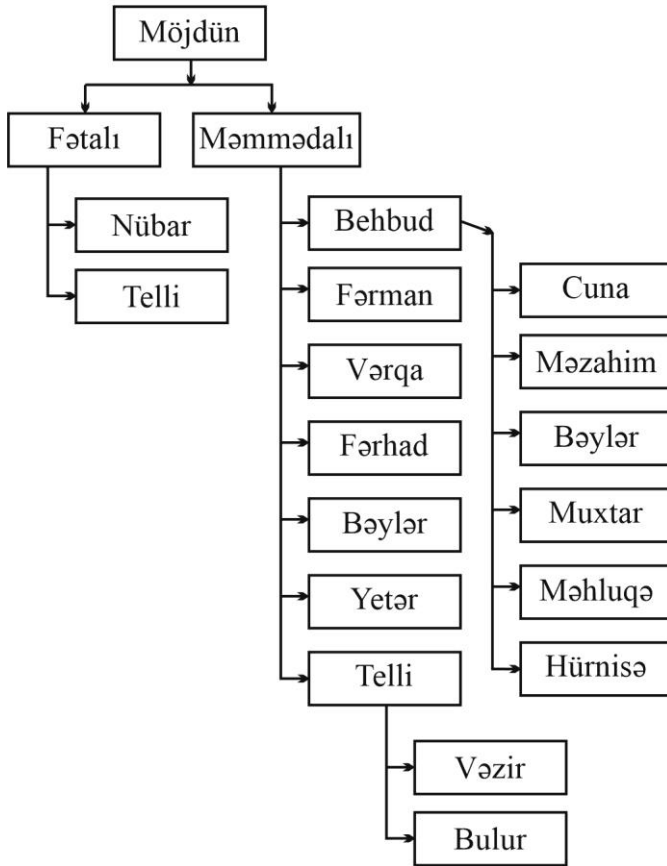 Möjdün
Fətalı
Məmmədalı
Nübar
Telli
Behbud
Fərman
Vərqa
Fərhad
Bəylər
Yetər
Telli
Cuna
Məzahim
Bəylər
Muxtar
Məhluqə
Hürnisə
Vəzir
Bulur